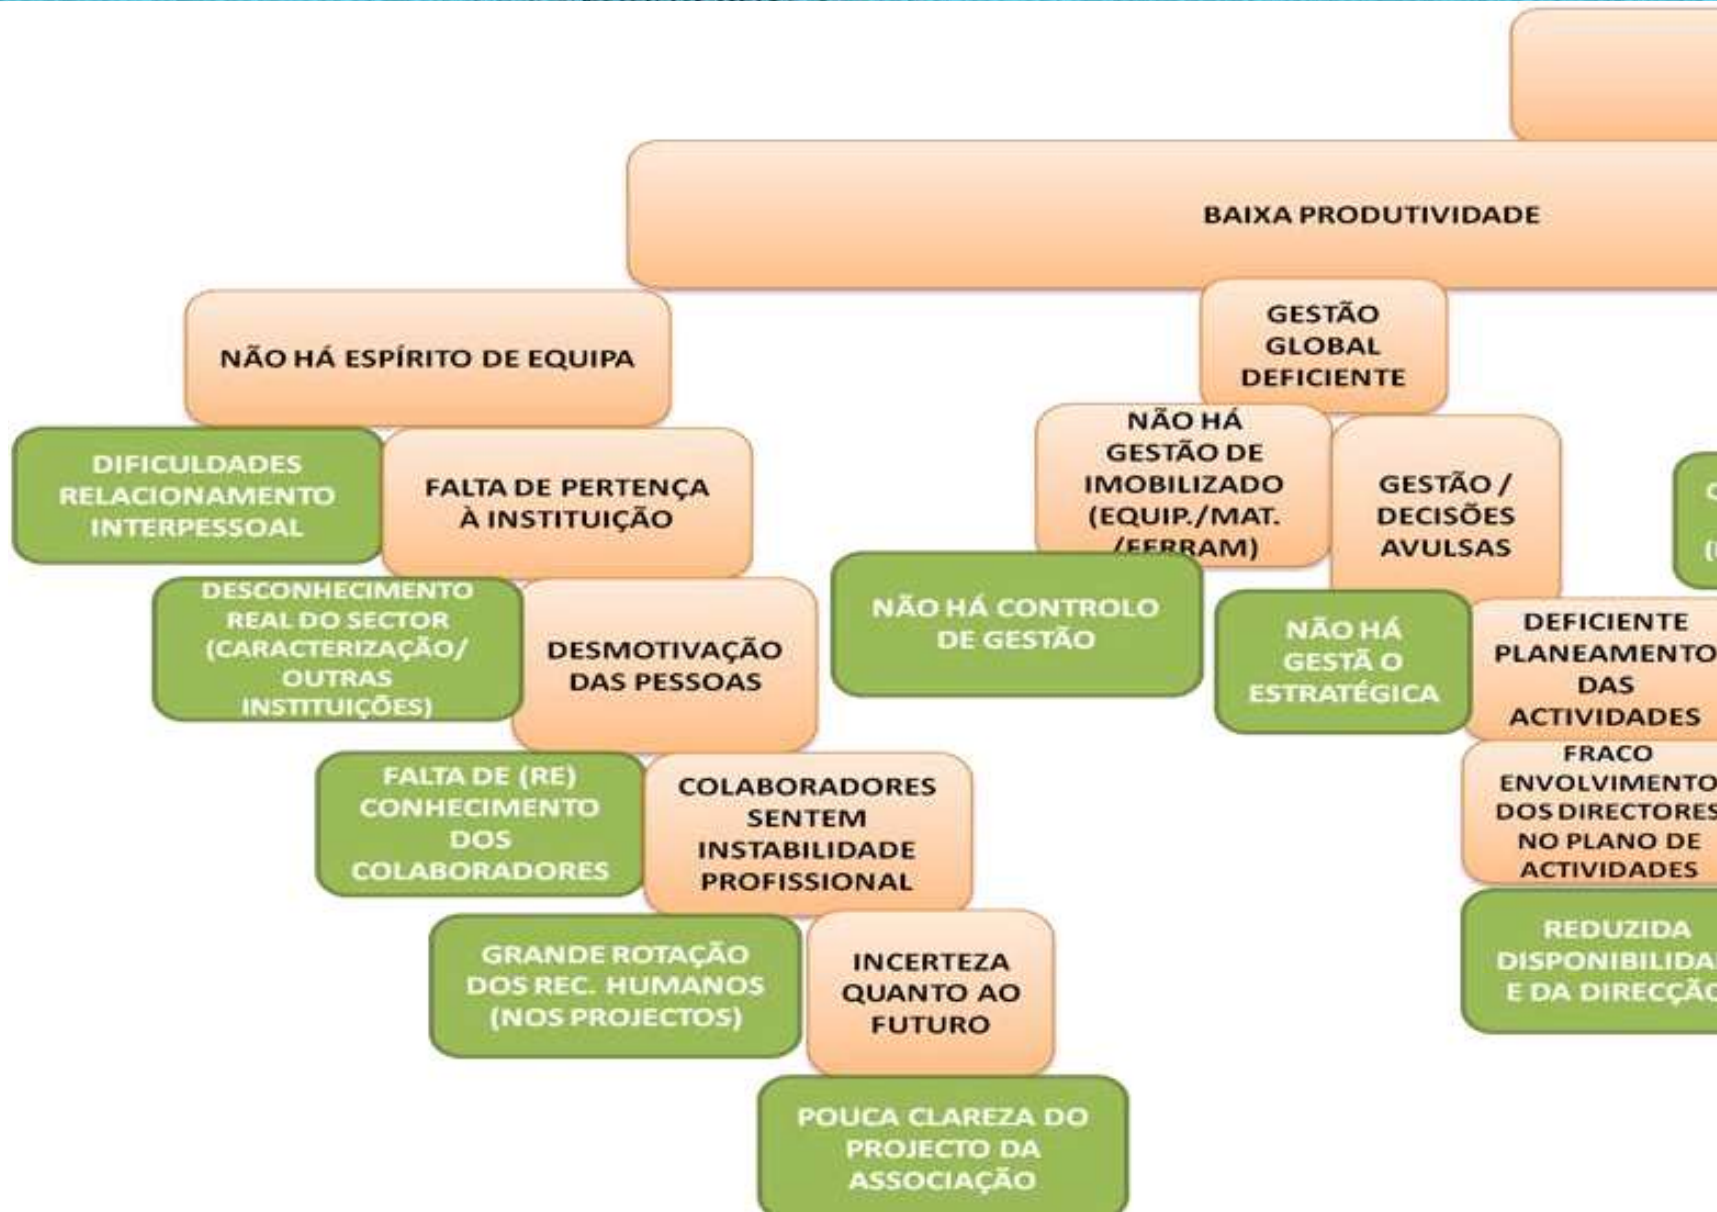 BAIXA PRODUTIVIDADE
NÃO HÁ ESPÍRITO DE EQUIPA
GESTÃO
GLOBAL
DEFICIENTE
DIFICULDADES
RELACIONAMENTO
INTERPESSOAL
FALTA DE PERTENÇA
À INSTITUIÇÃO
NÃO HÁ
GESTÃO DE
IMOBILIZADO
(EQUIP./MAT.
/FERRAM)
GESTÃO /
DECISÕES
AVULSAS
DESCONHECIMENTO
REAL DO SECTOR
(CARACTERIZAÇÃO/
OUTRAS
INSTITUIÇÕES)
DESMOTIVAÇÃO
DAS PESSOAS
NÃO HÁ CONTROLO
DE GESTÃO
NÃO HÁ
GESTÃ O
ESTRATÉGICA
DEFICIENTE
PLANEAMENTO
DAS
ACTIVIDADES
FALTA DE (RE)
CONHECIMENTO
DOS
COLABORADORES
COLABORADORES
SENTEM
INSTABILIDADE
PROFISSIONAL
FRACO
ENVOLVIMENTO
DOS DIRECTORES
NO PLANO DE
ACTIVIDADES
GRANDE ROTAÇÃO
DOS REC. HUMANOS
(NOS PROJECTOS)
INCERTEZA
QUANTO AO
FUTURO
REDUZIDA
DISPONIBILIDA
E DA DIRECÇÃO
POUCA CLAREZA DO
PROJECTO DA
ASSOCIAÇÃO